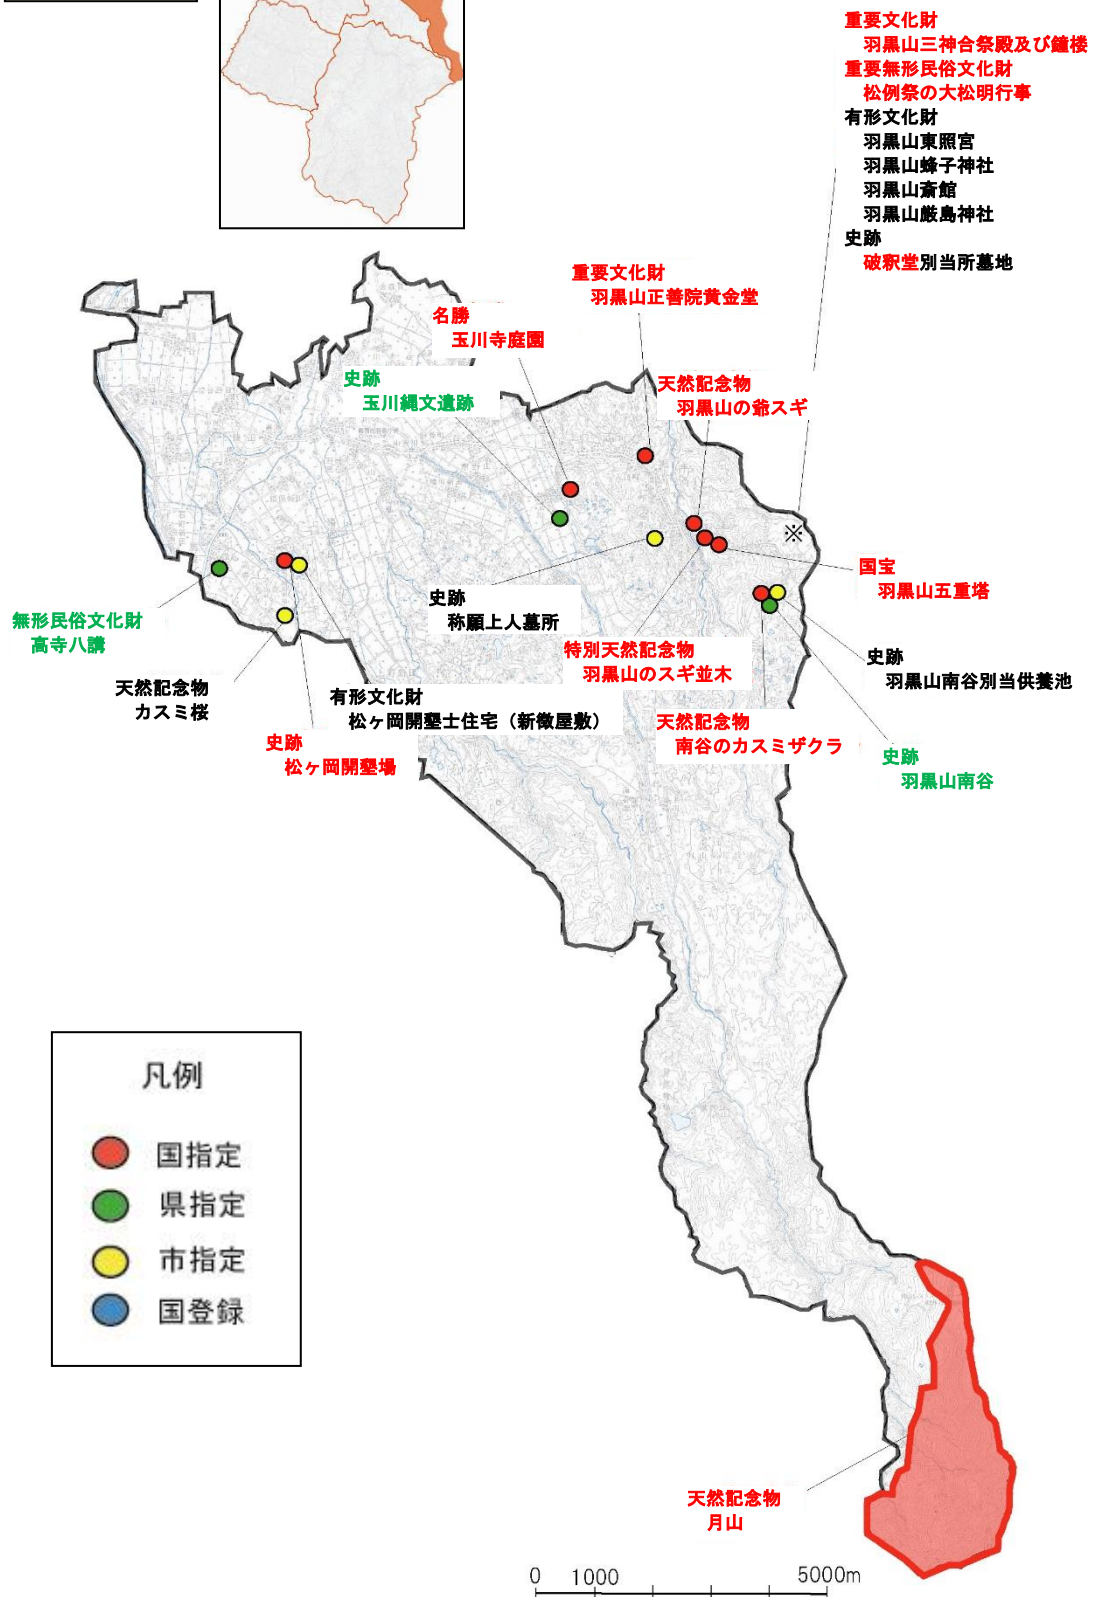 重要文化財
羽黒山三神合祭殿及び鐘楼
重要無形民俗文化財
松例祭の大松明行事
有形文化財
羽黒山東照宮
羽黒山蜂子神社
羽黒山斎館
羽黒山厳島神社
史跡
破釈堂別当所墓地
重要文化財
羽黒山正善院黄金堂
名勝
玉川寺庭園
史跡
玉川縄文遺跡
天然記念物
羽黒山の爺スギ
※
国宝
羽黒山五重塔
史跡
称願上人墓所
無形民俗文化財
高寺八講
特別天然記念物
羽黒山のスギ並木
史跡
羽黒山南谷別当供養池
天然記念物
カスミ桜
有形文化財
松ヶ岡開墾士住宅（新徴屋敷）
史跡
松ヶ岡開墾場
天然記念物
南谷のカスミザクラ
史跡
羽黒山南谷
凡例
国指定
県指定
市指定
国登録
天然記念物
月山
0 1000 5000m